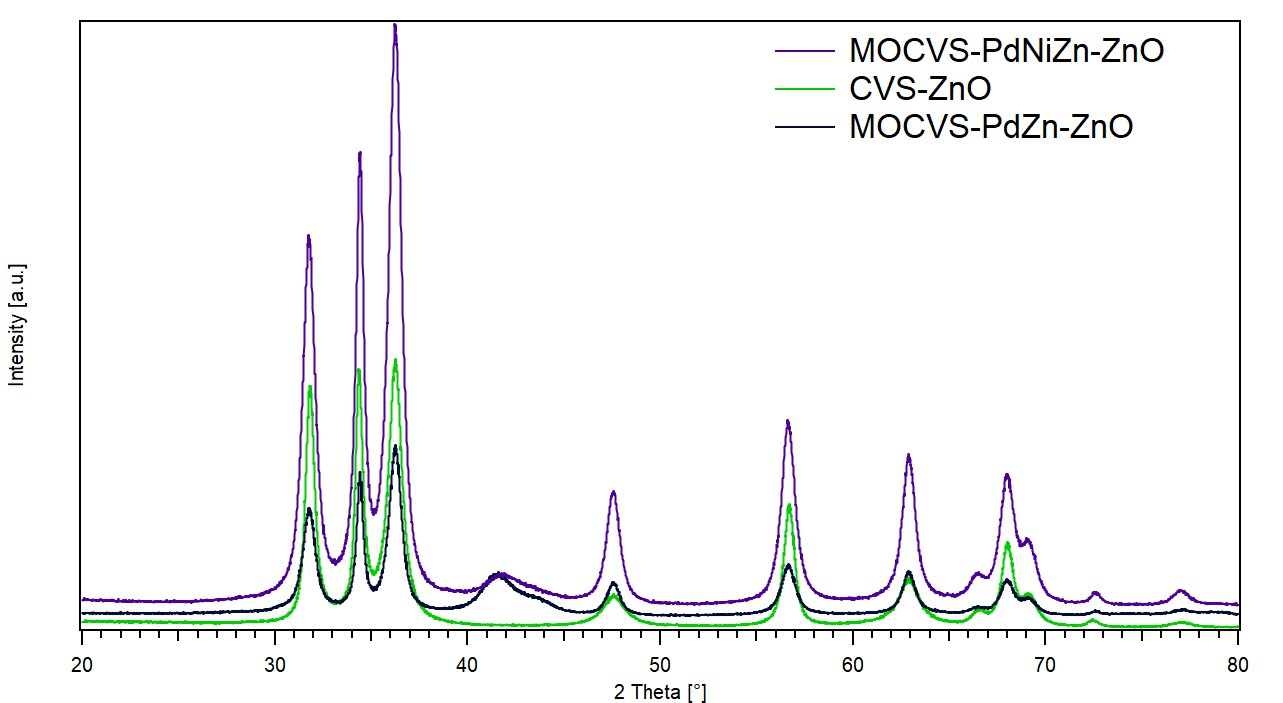 MOCVS-PdNiZn-ZnO
CVS-ZnO
MOCVS-PdZn-ZnO
Intensity [a.u.]
20 30 40 50 60 70 80
2 Theta [°]